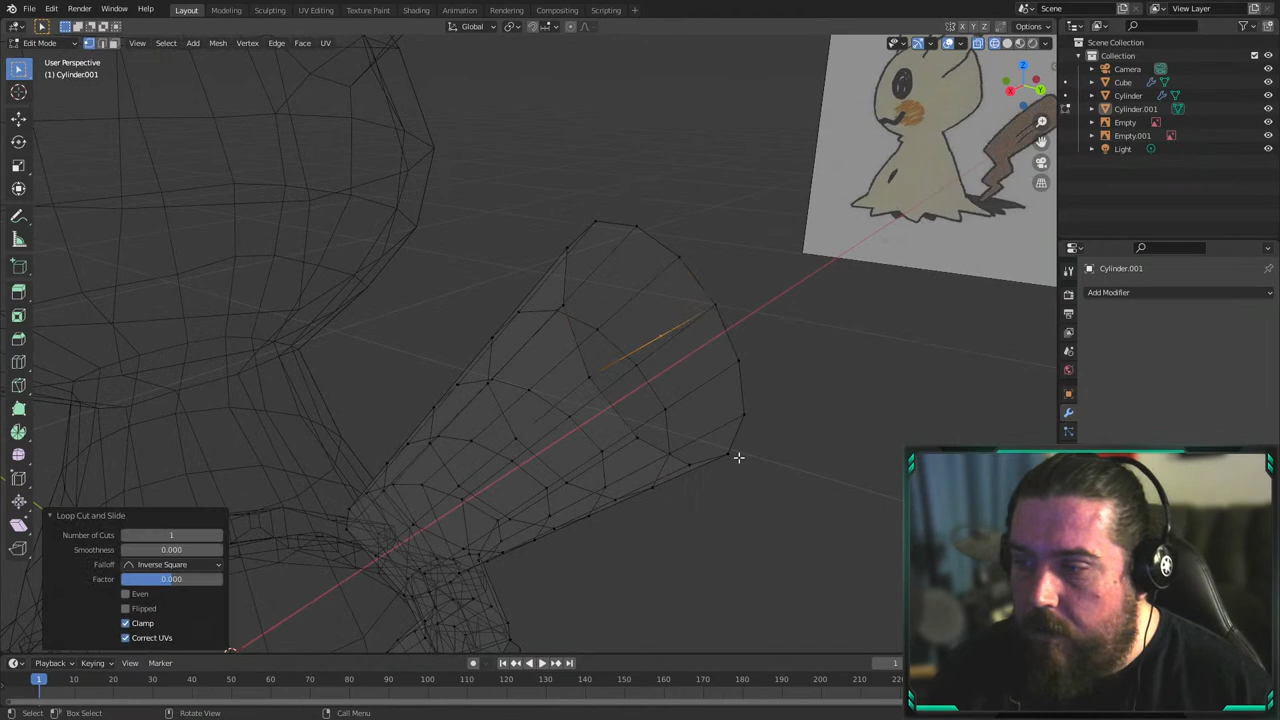 File Edit Render Window Help
Layout Modeling Sculpting UV Editing Texture Paint Shading Animation Rendering Compositing Scripting +
Scene
View Layer
Global
X Y Z
Options
Edit Mode View Select Add Mesh Vertex Edge Face UV
User Perspective
(1) Cylinder001
Z
Y
X
Scene Collection
Collection
Camera
Cube
Cylinder
Cylinder.001
Empty
Empty.001
Light
Cylinder.001
Add Modifier
Loop Cut and Slide
Number of Cuts 1
Smoothness 0.000
Falloff Inverse Square
Factor 0.000
Even
Flipped
Clamp
Correct UVs
Playback Keying View Marker
1
1 10 20 30 40 50 60 70 80 90 100 110 120 130 140 150 160 170 180 190 200 210 220
Select Box Select Rotate View Call Menu